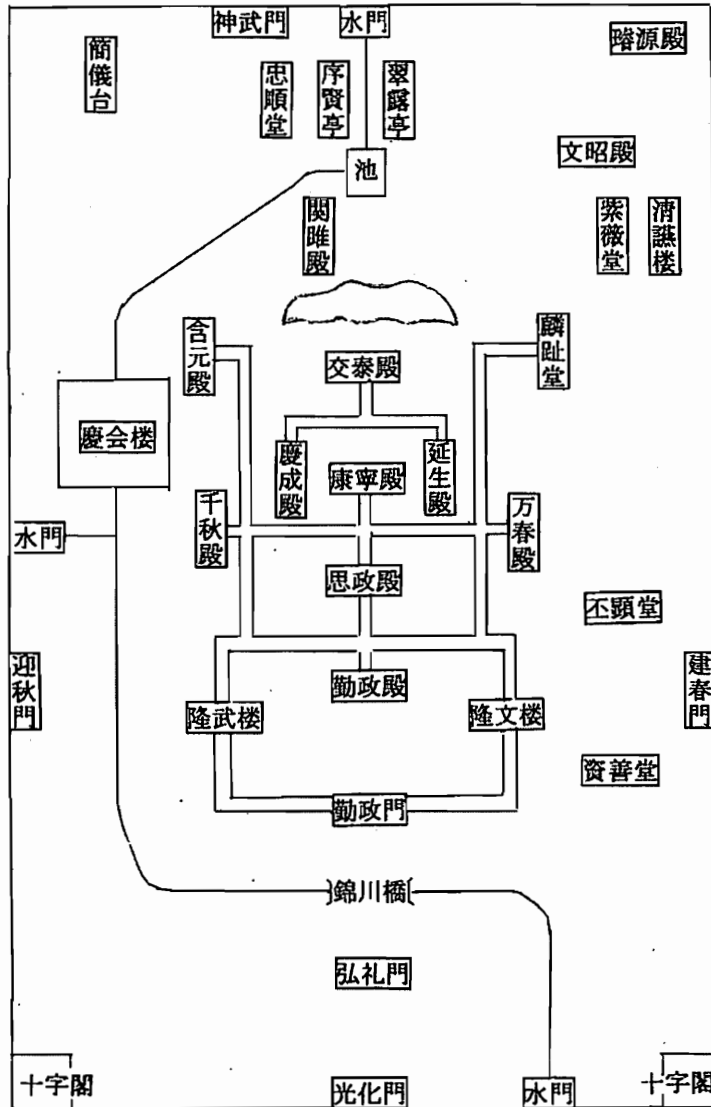 神武門
水門
璿源殿
簡儀台
忠順堂
序賢亭
翠露亭
文昭殿
池
関雎殿
紫薇堂
清讌楼
含元殿
麟趾堂
交泰殿
慶会楼
慶成殿
延生殿
康寧殿
千秋殿
万春殿
水門
思政殿
丕顕堂
迎秋門
建春門
勤政殿
隆武楼
隆文楼
資善堂
勤政門
錦川橋
弘礼門
十字閣
光化門
水門
十字閣